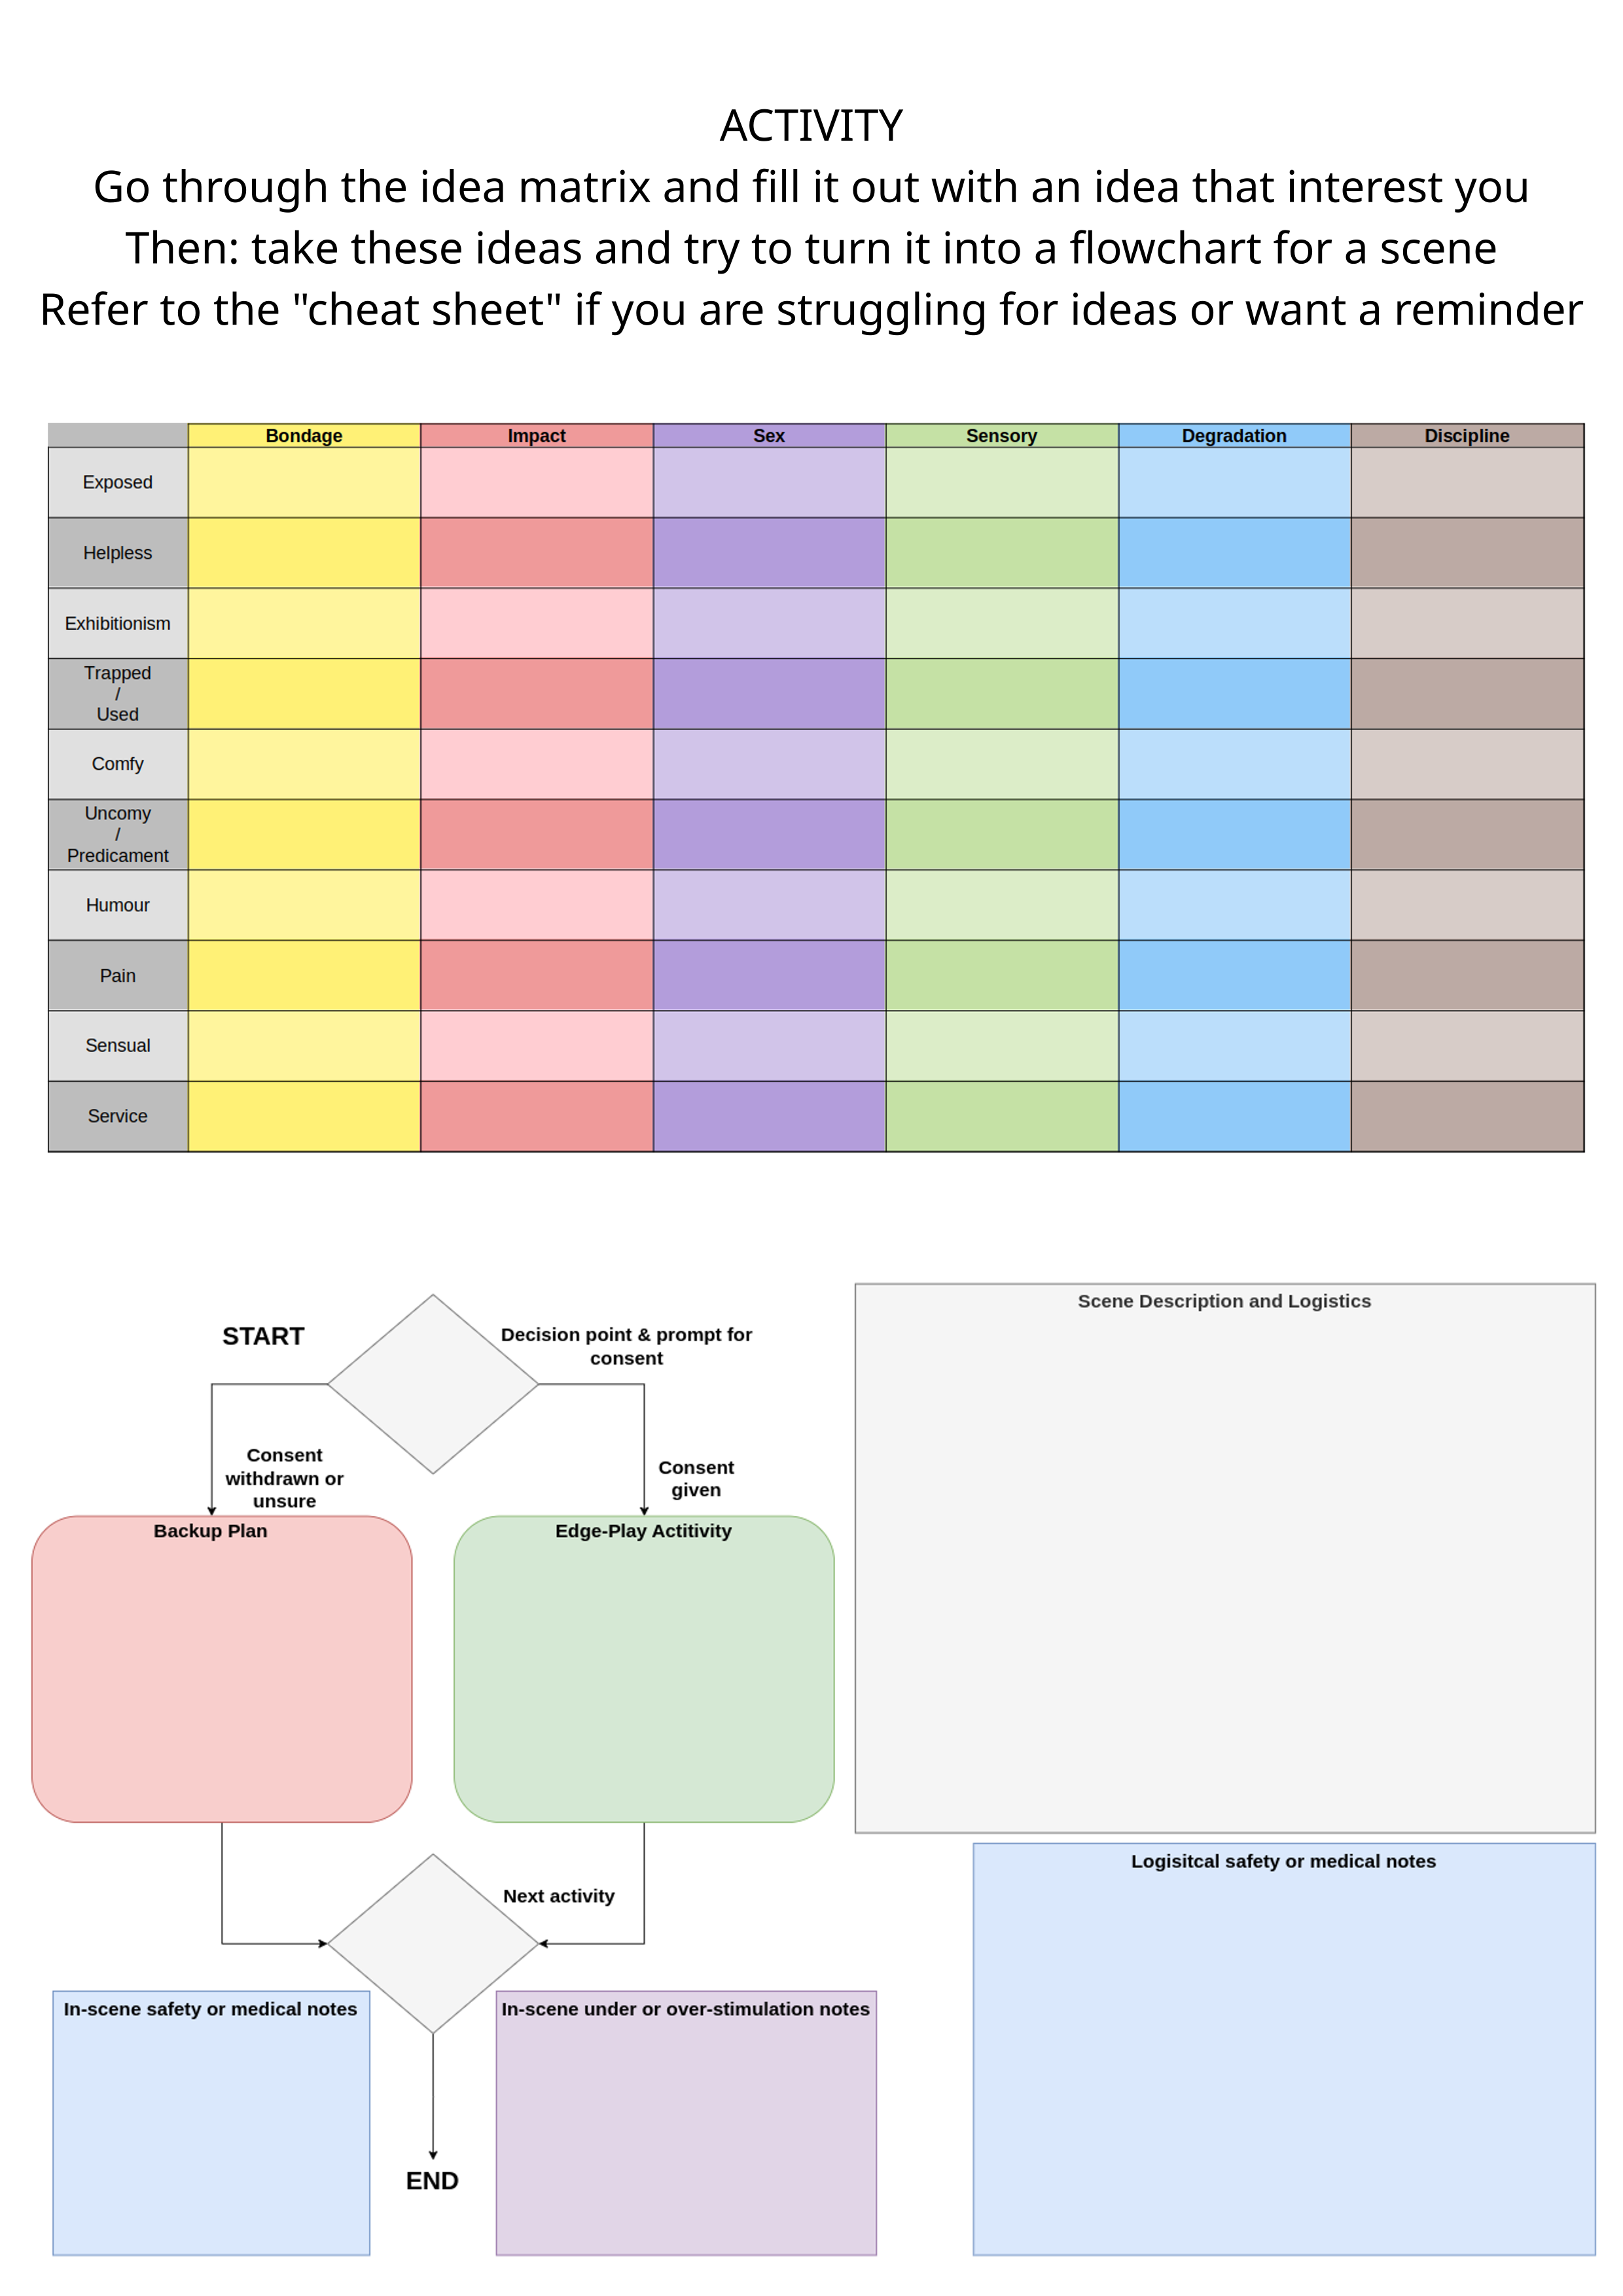 ACTIVITY
Go through the idea matrix and fill it out with an idea that interest you
Then: take these ideas and try to turn it into a flowchart for a scene
Refer to the "cheat sheet" if you are struggling for ideas or want a reminder
Bondage Impact Sex Sensory Degradation Discipline
Exposed
Helpless
Exhibitionism
Trapped
/
Used
Comfy
Uncomy
/
Predicament
Humour
Pain
Sensual
Service
START
Decision point & prompt for
consent
Consent
withdrawn or
unsure
Consent
given
Backup Plan
Edge-Play Actitivity
Next activity
In-scene safety or medical notes
In-scene under or over-stimulation notes
END
Scene Description and Logistics
Logisitcal safety or medical notes